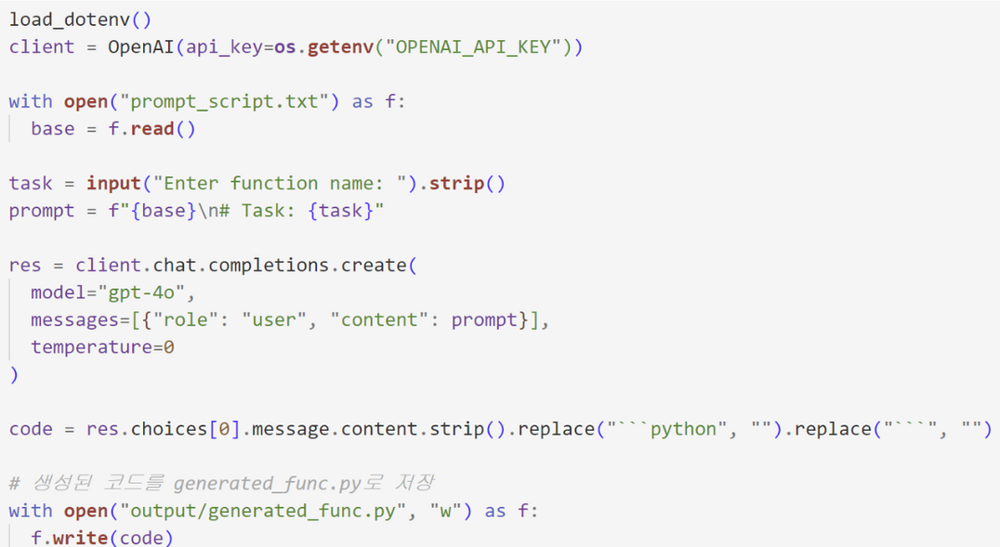 load_dotenv()
client = OpenAI(api_key=os.getenv("OPENAI_API_KEY"))
with open("prompt_script.txt") as f:
  base = f.read()
task = input("Enter function name: ").strip()
prompt = f"{base}\n# Task: {task}"
res = client.chat.completions.create(
  model="gpt-4o",
  messages=[{"role": "user", "content": prompt}],
  temperature=0
)
code = res.choices[0].message.content.strip().replace("```python", "").replace("```", "")
# 생성된 코드를 generated_func.py로 저장
with open("output/generated_func.py", "w") as f:
  f.write(code)